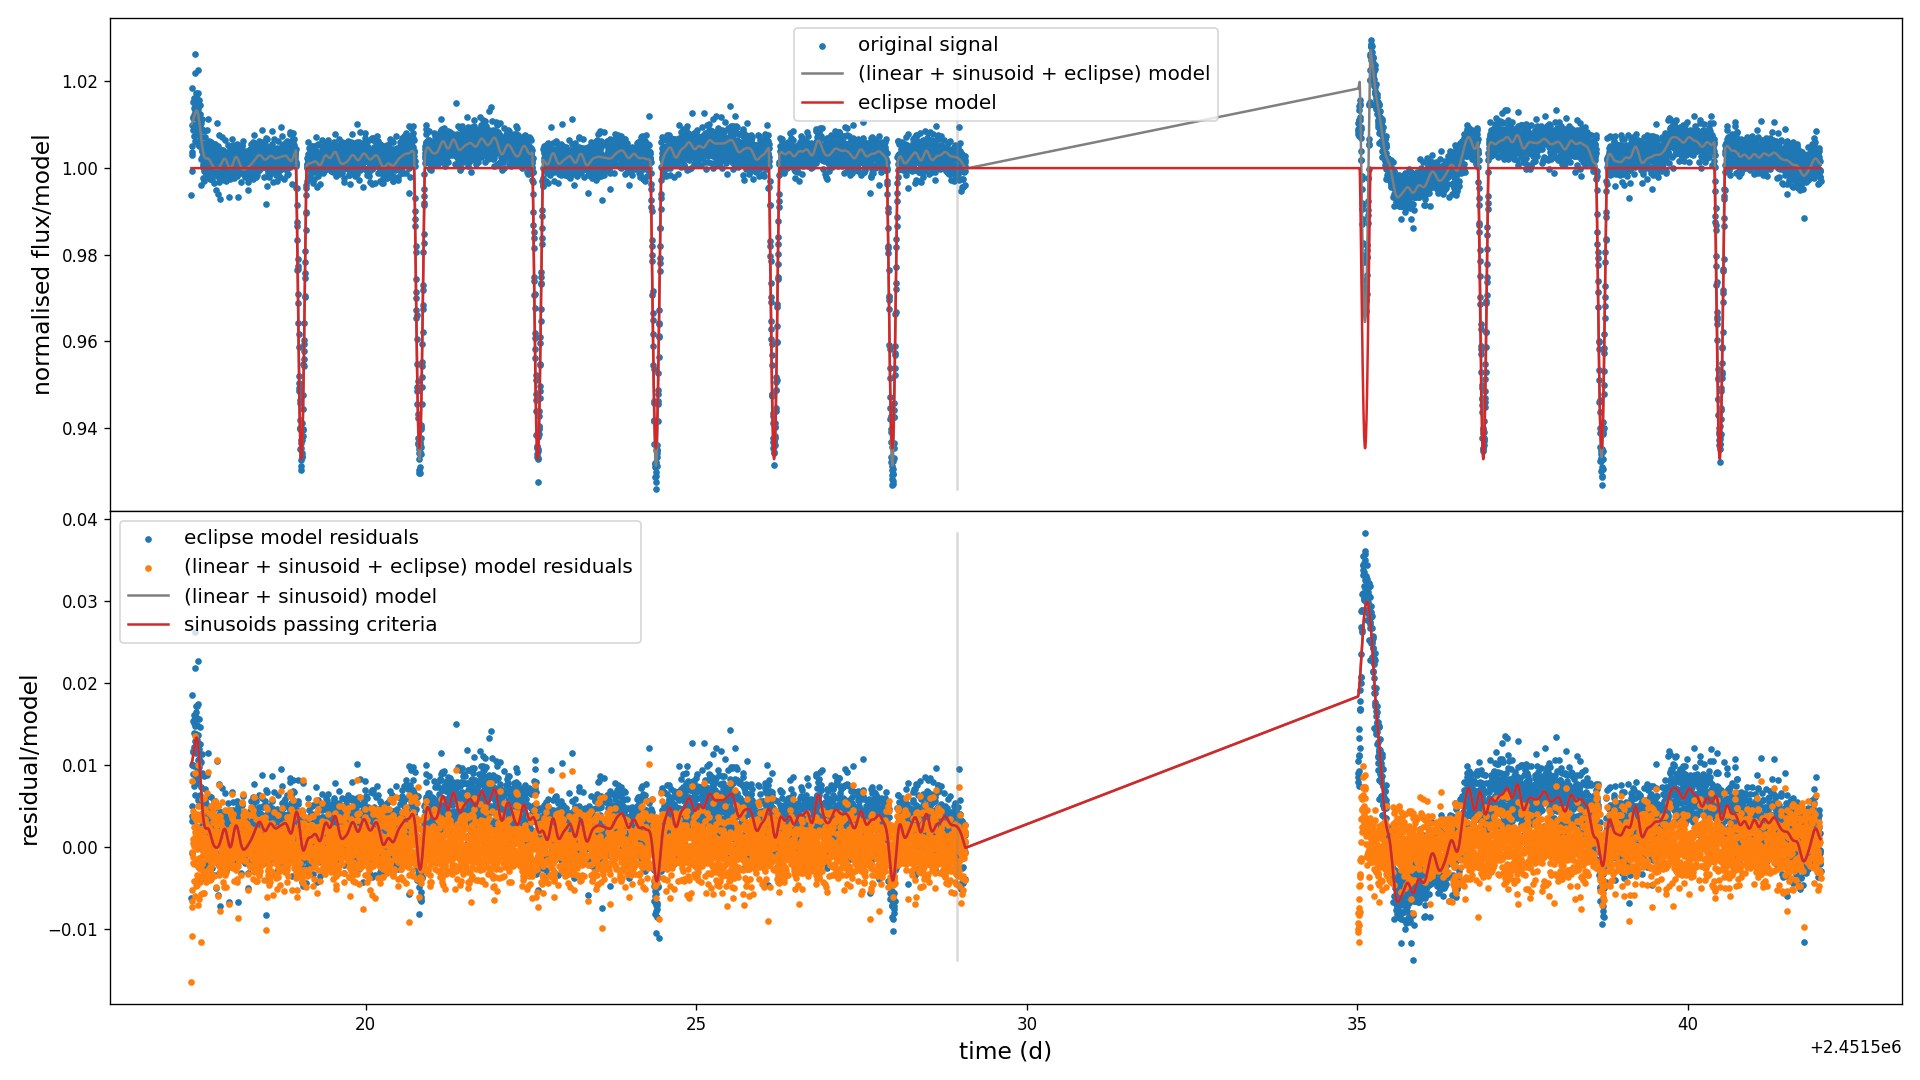 original signal
(linear + sinusoid + eclipse) model
eclipse model
1.02
1.00
0.98
0.96
0.94
normalised flux/model
eclipse model residuals
(linear + sinusoid + eclipse) model residuals
(linear + sinusoid) model
sinusoids passing criteria
0.04
0.03
0.02
0.01
0.00
−0.01
residual/model
20
25
30
35
40
time (d)
+2.4515e6